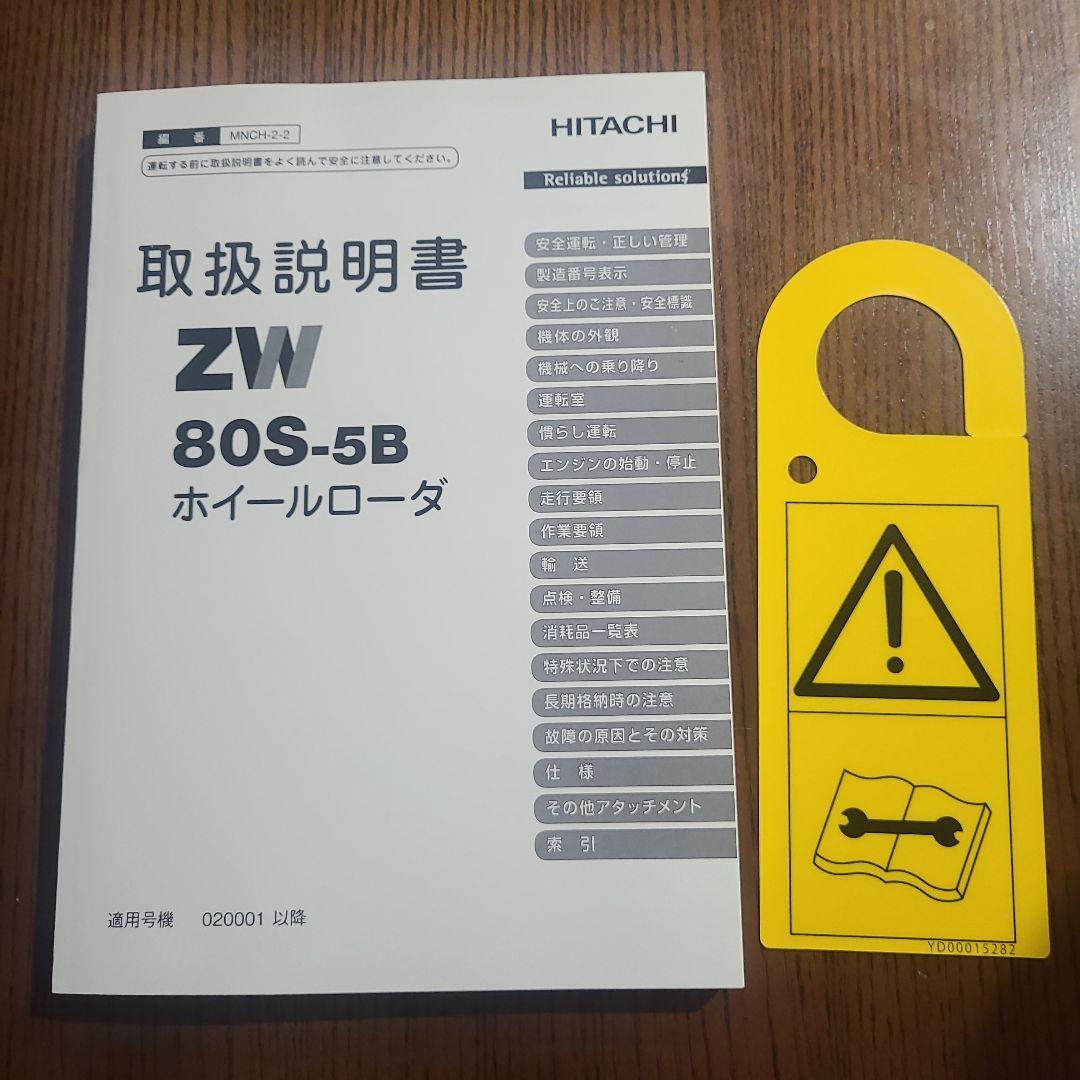 編 番 MNCH-2-2
運転する前に取扱説明書をよく読んで安全に注意してください。
HITACHI
Reliable solutions
取扱説明書
ZW
80S-5B
ホイールローダ
安全運転・正しい管理
製造番号表示
安全上のご注意・安全標識
機体の外観
機械への乗り降り
運転室
慣らし運転
エンジンの始動・停止
走行要領
作業要領
輸 送
点検・整備
消耗品一覧表
特殊状況下での注意
長期格納時の注意
故障の原因とその対策
仕 様
その他アタッチメント
索 引
適用号機 020001 以降
YD00015282